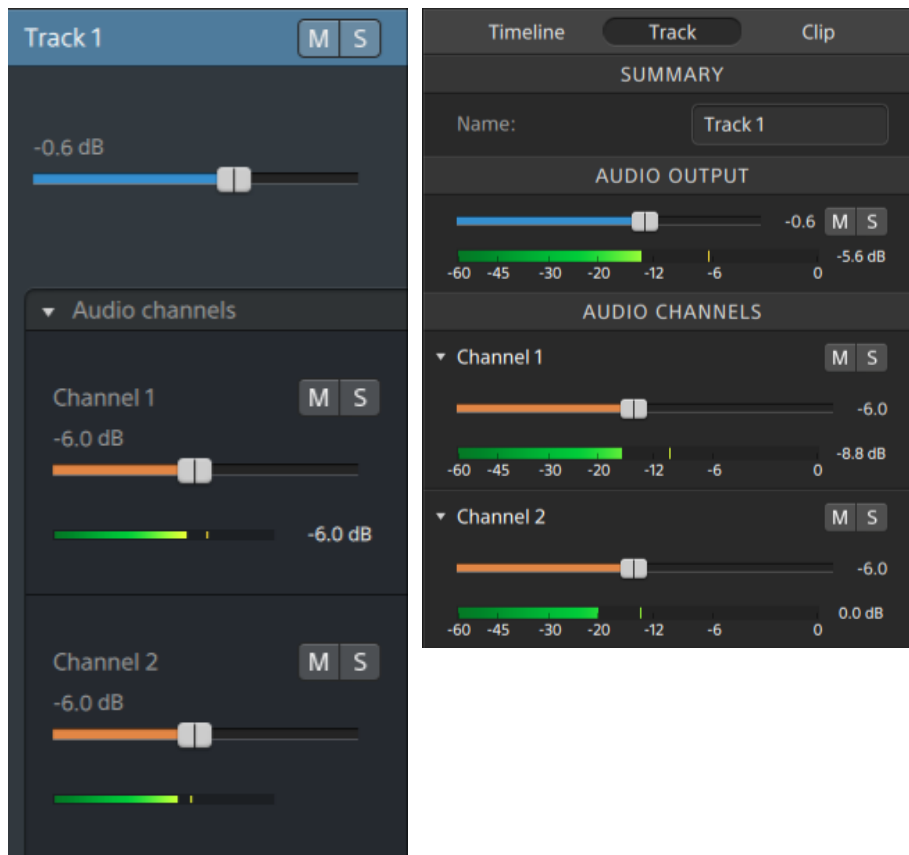 Track 1 M S
-0.6 dB
Audio channels
Channel 1 M S
-6.0 dB
-6.0 dB
Channel 2 M S
-6.0 dB
Timeline Track Clip
SUMMARY
Name: Track 1
AUDIO OUTPUT
-0.6 M S
-5.6 dB
-60 -45 -30 -20 -12 -6 0
AUDIO CHANNELS
Channel 1 M S
-6.0
-8.8 dB
-60 -45 -30 -20 -12 -6 0
Channel 2 M S
-6.0
0.0 dB
-60 -45 -30 -20 -12 -6 0